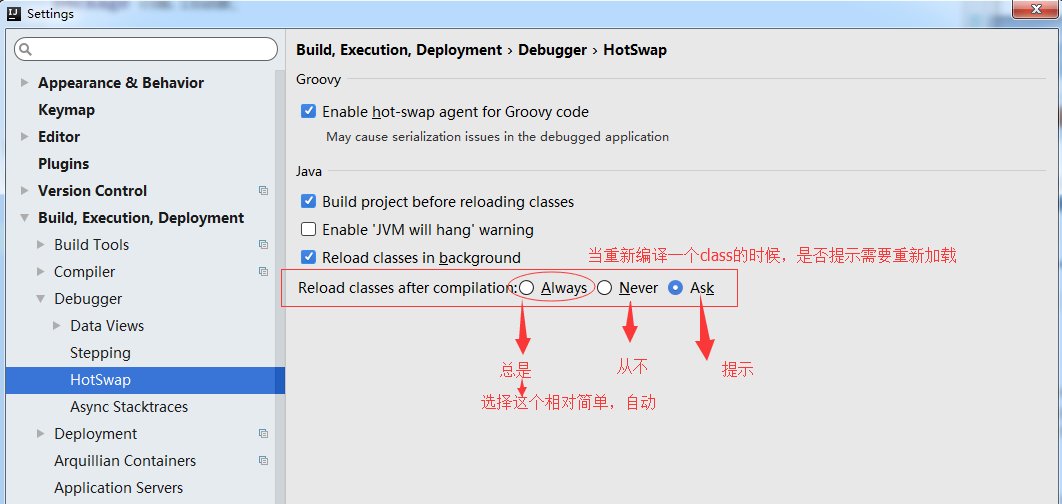 Settings
Appearance & Behavior
Keymap
Editor
Plugins
Version Control
Build, Execution, Deployment
Build Tools
Compiler
Debugger
Data Views
Stepping
HotSwap
Async Stacktraces
Deployment
Arquillian Containers
Application Servers
Build, Execution, Deployment › Debugger › HotSwap
Groovy
Enable hot-swap agent for Groovy code
May cause serialization issues in the debugged application
Java
Build project before reloading classes
Enable 'JVM will hang' warning
Reload classes in background
当重新编译一个class的时候，是否提示需要重新加载
Reload classes after compilation: Always Never Ask
总是 从不 提示
选择这个相对简单，自动